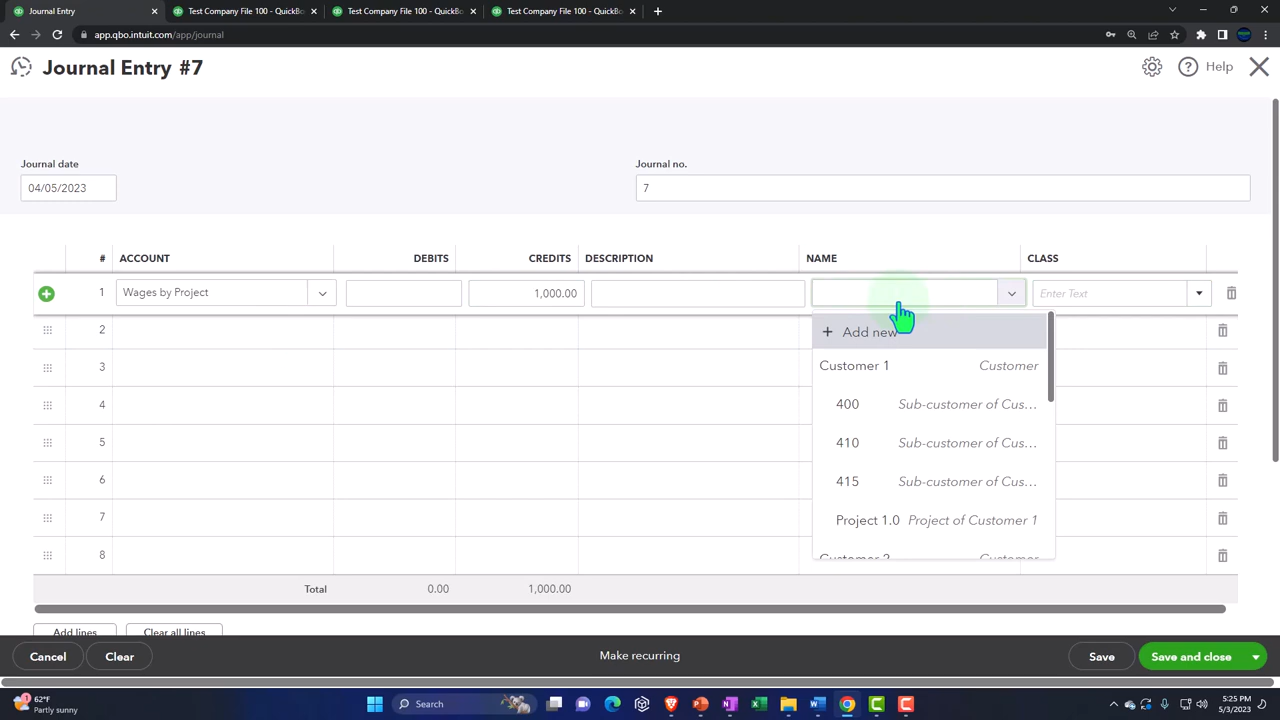 Journal Entry
Test Company File 100 - QuickBo
Test Company File 100 - QuickBo
Test Company File 100 - QuickBo
app.qbo.intuit.com/app/journal
Journal Entry #7
Help
Journal date
Journal no.
04/05/2023
7
# ACCOUNT DEBITS CREDITS DESCRIPTION NAME CLASS
1 Wages by Project 1,000.00 Enter Text
+ Add new
2
Customer 1 Customer
3
400 Sub-customer of Cus...
4
410 Sub-customer of Cus...
5
415 Sub-customer of Cus...
6
Project 1.0 Project of Customer 1
7
Customer 2 Customer
8
Total 0.00 1,000.00
Add lines Clear all lines
Cancel Clear Make recurring Save Save and close
62°F
Partly sunny
Search
5:25 PM
5/3/2023